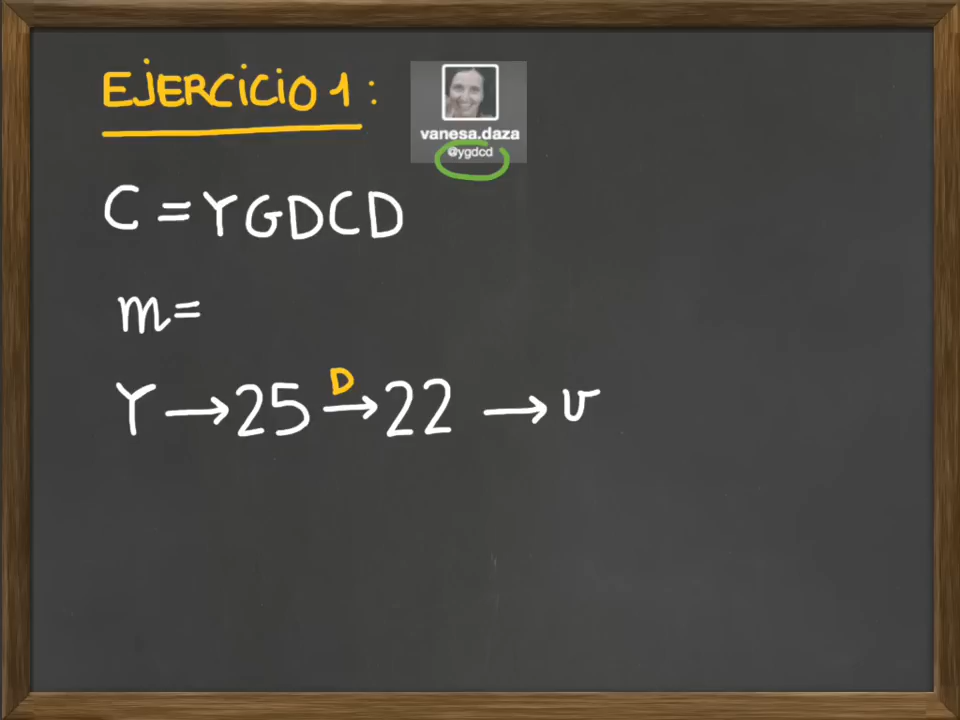 EJERCICIO 1 :
vanesa.daza
@ygdcd
C = YGDCD
m =
Y → 25 D→ 22 → v